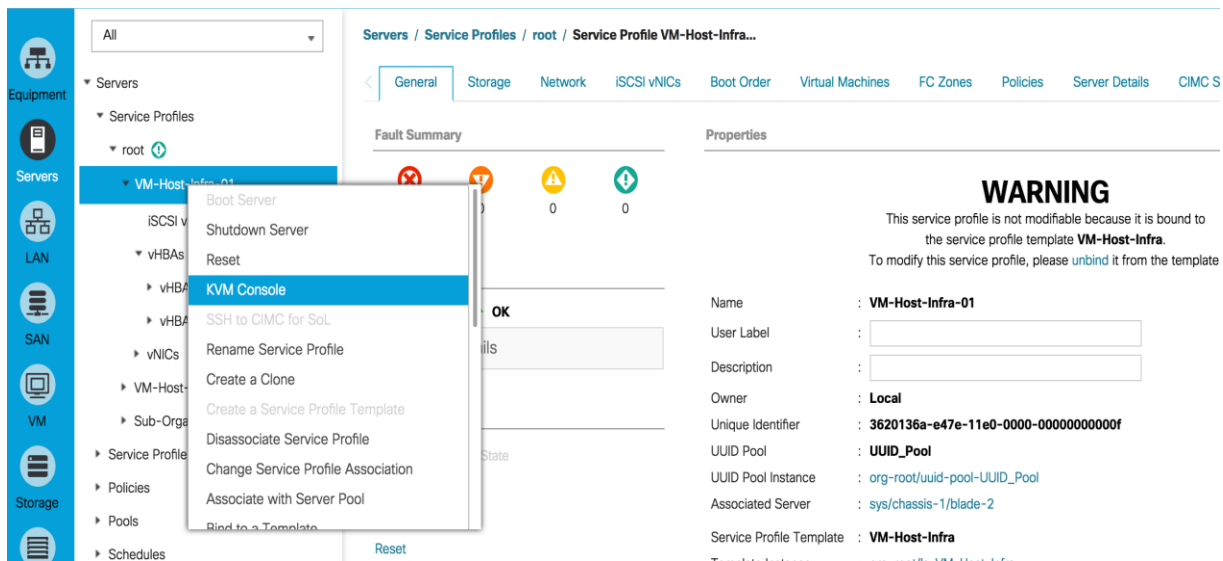 All
Servers / Service Profiles / root / Service Profile VM-Host-Infra...
Equipment
Servers
LAN
SAN
VM
Storage
Servers
Service Profiles
root
VM-Host-Infra-01
iSCSI v
vHBAs
vHBA
vHBA
vNICs
VM-Host-
Sub-Orga
Service Profile
Policies
Pools
Schedules
Boot Server
Shutdown Server
Reset
KVM Console
SSH to CIMC for SoL
Rename Service Profile
Create a Clone
Create a Service Profile Template
Disassociate Service Profile
Change Service Profile Association
Associate with Server Pool
Bind to a Template
General Storage Network iSCSI vNICs Boot Order Virtual Machines FC Zones Policies Server Details CIMC S
Fault Summary
0 0 0
OK
ils
State
Reset
Properties
WARNING
This service profile is not modifiable because it is bound to
the service profile template VM-Host-Infra.
To modify this service profile, please unbind it from the template
Name : VM-Host-Infra-01
User Label :
Description :
Owner : Local
Unique Identifier : 3620136a-e47e-11e0-0000-00000000000f
UUID Pool : UUID_Pool
UUID Pool Instance : org-root/uuid-pool-UUID_Pool
Associated Server : sys/chassis-1/blade-2
Service Profile Template : VM-Host-Infra